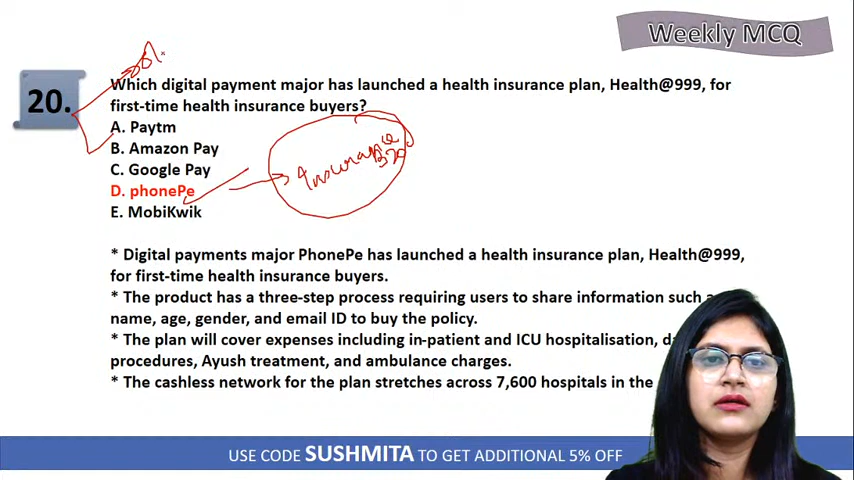 Weekly MCQ
20.
Which digital payment major has launched a health insurance plan, Health@999, for
first-time health insurance buyers?
A. Paytm
B. Amazon Pay
C. Google Pay
D. phonePe
E. MobiKwik
Insurance
* Digital payments major PhonePe has launched a health insurance plan, Health@999,
for first-time health insurance buyers.
* The product has a three-step process requiring users to share information such
name, age, gender, and email ID to buy the policy.
* The plan will cover expenses including in-patient and ICU hospitalisation,
procedures, Ayush treatment, and ambulance charges.
* The cashless network for the plan stretches across 7,600 hospitals in the
USE CODE SUSHMITA TO GET ADDITIONAL 5% OFF